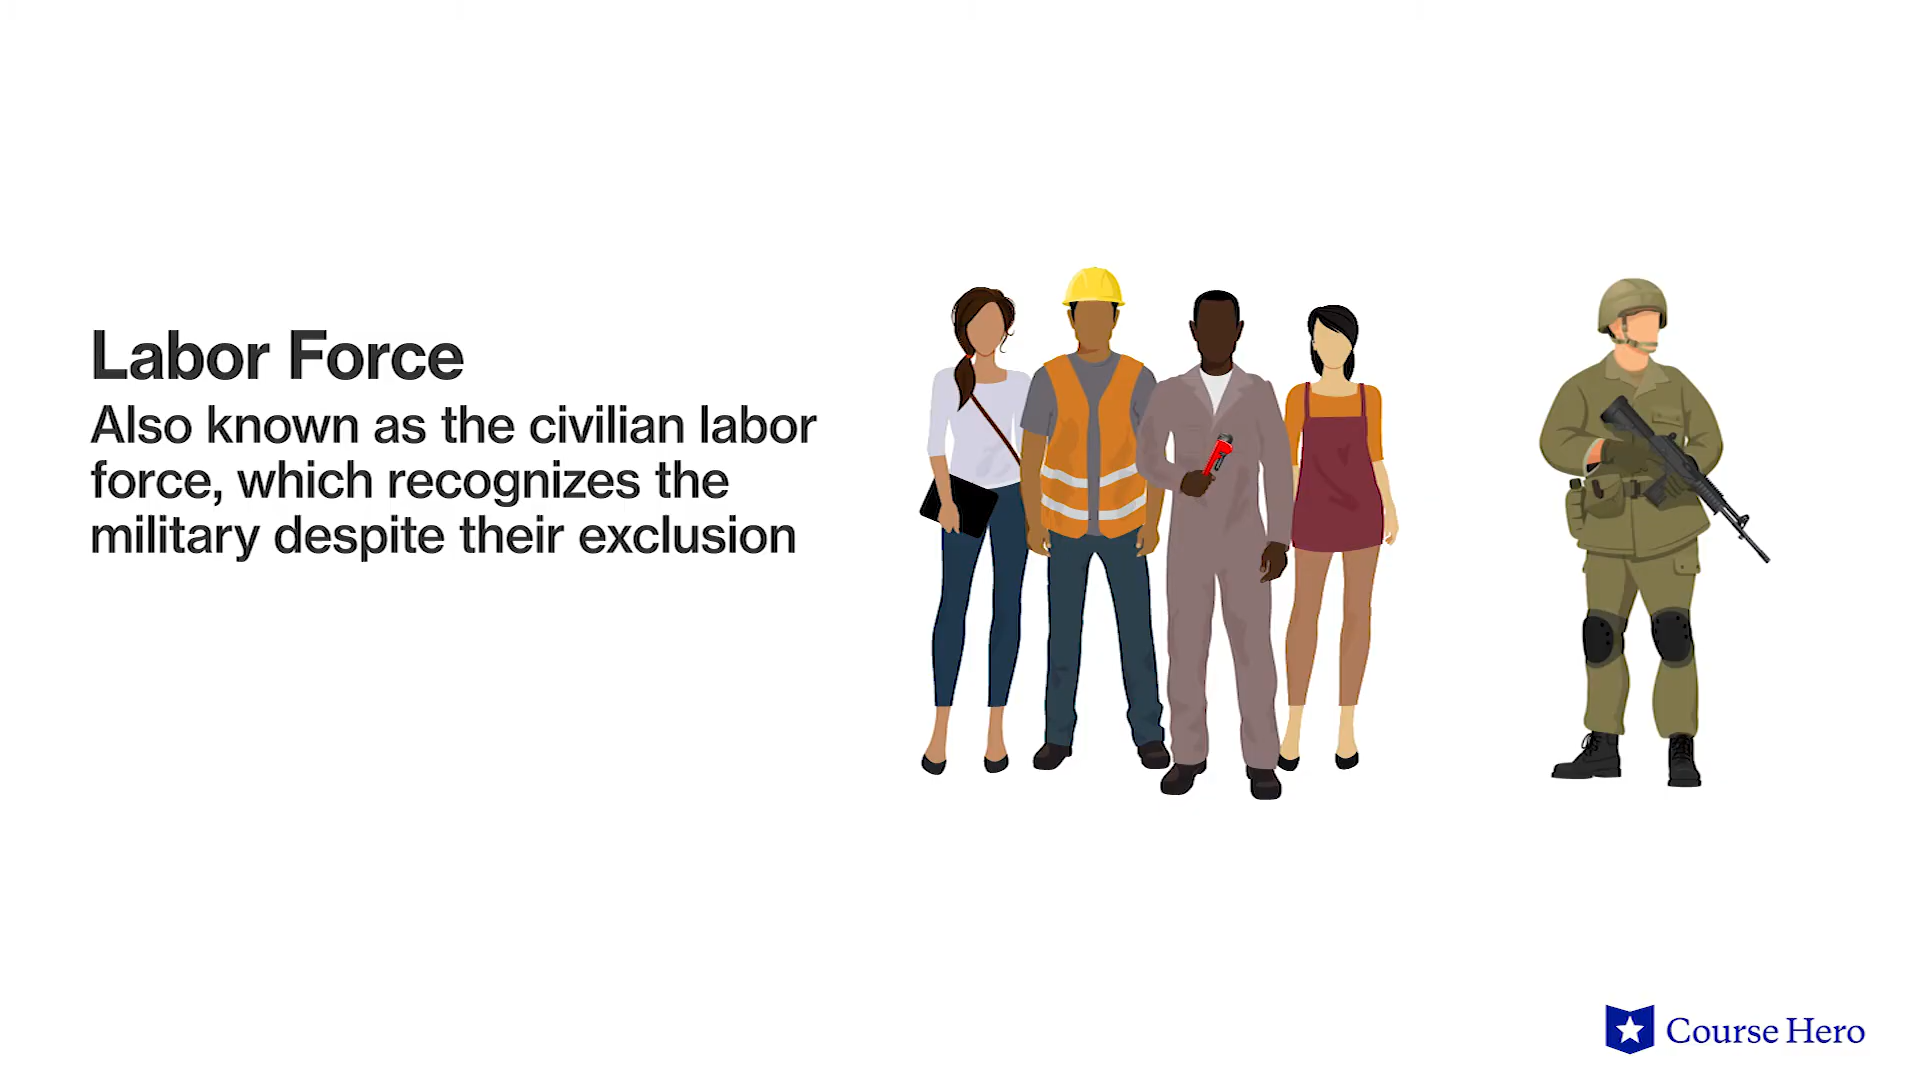 Labor Force
Also known as the civilian labor
force, which recognizes the
military despite their exclusion
Course Hero